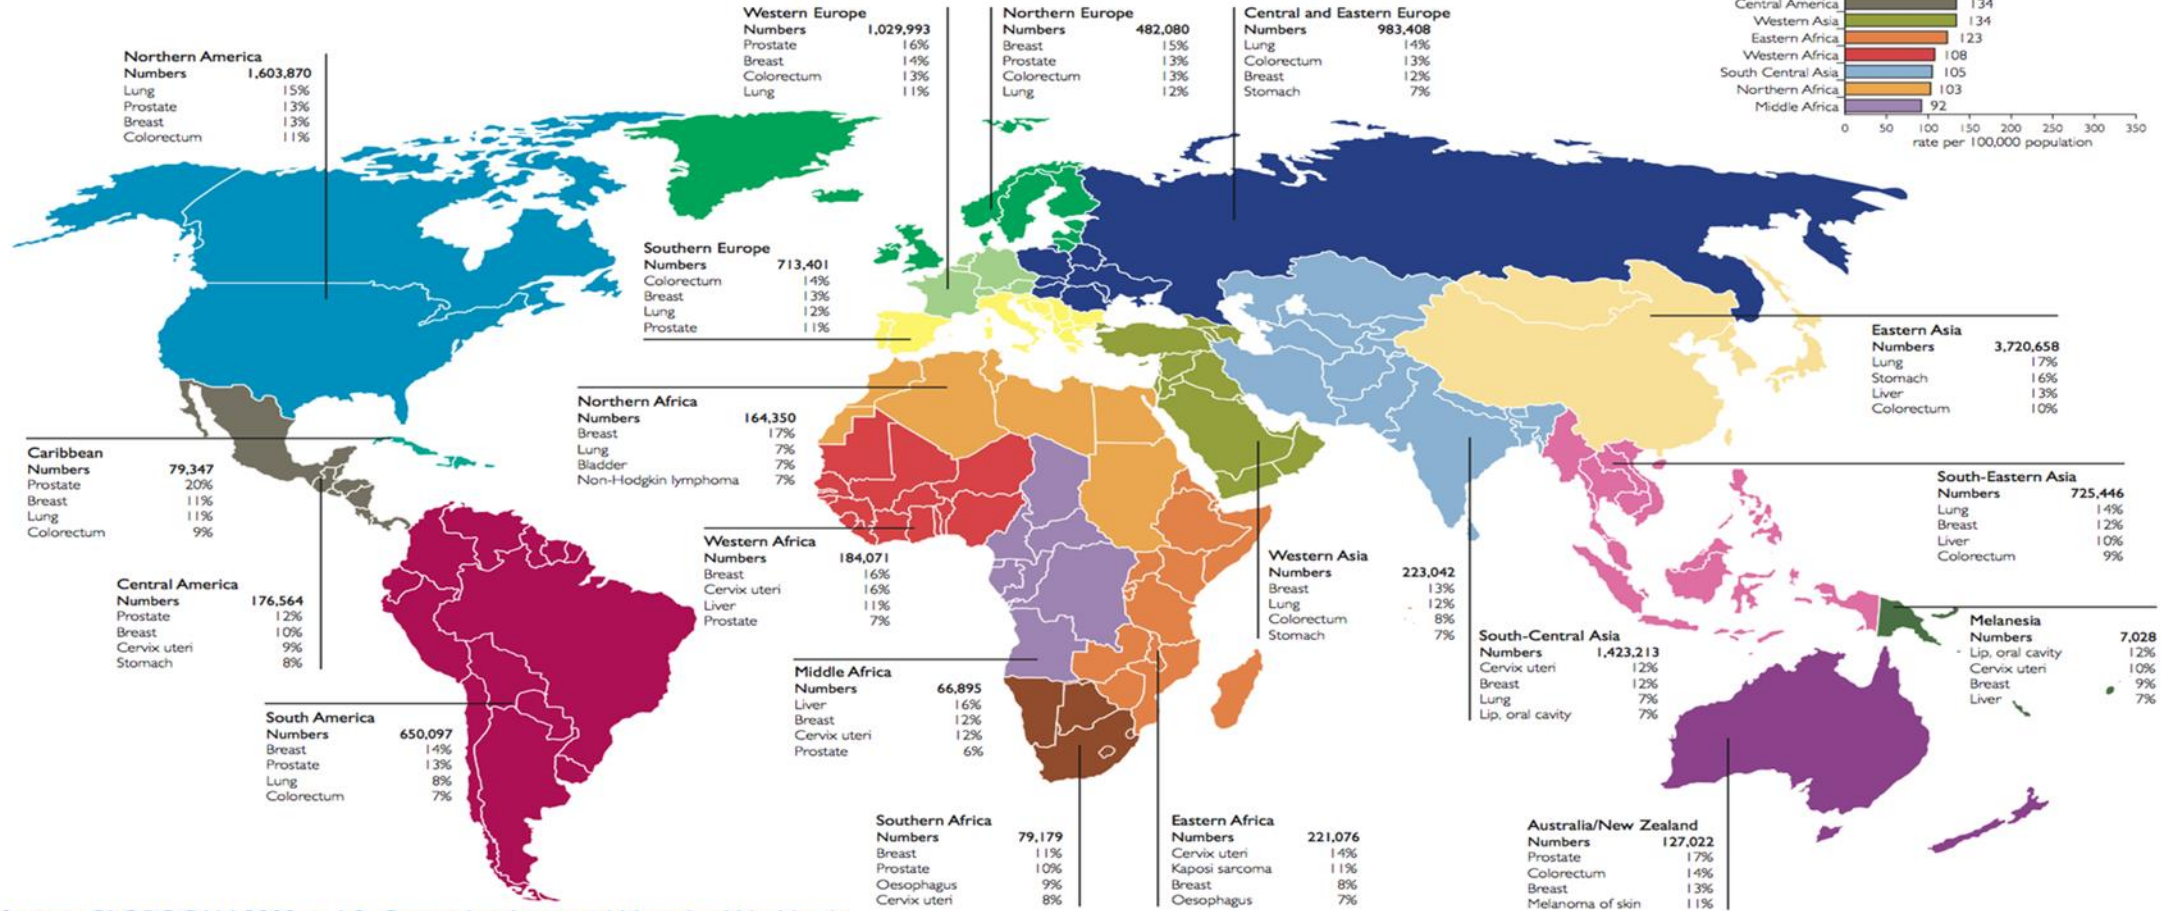 Western Europe
Numbers 1,029,993
Prostate 16%
Breast 14%
Colorectum 13%
Lung 11%
Northern Europe
Numbers 482,080
Breast 15%
Prostate 13%
Colorectum 13%
Lung 12%
Central and Eastern Europe
Numbers 983,408
Lung 14%
Colorectum 13%
Breast 12%
Stomach 7%
Central America 134
Western Asia 134
Eastern Africa 123
Western Africa 108
South Central Asia 105
Northern Africa 103
Middle Africa 92
0 50 100 150 200 250 300 350
rate per 100,000 population
Northern America
Numbers 1,603,870
Lung 15%
Prostate 13%
Breast 13%
Colorectum 11%
Southern Europe
Numbers 713,401
Colorectum 14%
Breast 13%
Lung 12%
Prostate 11%
Eastern Asia
Numbers 3,720,658
Lung 17%
Stomach 16%
Liver 13%
Colorectum 10%
Northern Africa
Numbers 164,350
Breast 17%
Lung 7%
Bladder 7%
Non-Hodgkin lymphoma 7%
Caribbean
Numbers 79,347
Prostate 20%
Breast 11%
Lung 11%
Colorectum 9%
South-Eastern Asia
Numbers 725,446
Lung 14%
Breast 12%
Liver 10%
Colorectum 9%
Western Africa
Numbers 184,071
Breast 16%
Cervix uteri 16%
Liver 11%
Prostate 7%
Western Asia
Numbers 223,042
Breast 13%
Lung 12%
Colorectum 8%
Stomach 7%
Central America
Numbers 176,564
Prostate 12%
Breast 10%
Cervix uteri 9%
Stomach 8%
South-Central Asia
Numbers 1,423,213
Cervix uteri 12%
Breast 12%
Lung 7%
Lip, oral cavity 7%
Melanesia
Numbers 7,028
Lip, oral cavity 12%
Cervix uteri 10%
Breast 9%
Liver 7%
Middle Africa
Numbers 66,895
Liver 16%
Breast 12%
Cervix uteri 12%
Prostate 6%
South America
Numbers 650,097
Breast 14%
Prostate 13%
Lung 8%
Colorectum 7%
Southern Africa
Numbers 79,179
Breast 11%
Prostate 10%
Oesophagus 9%
Cervix uteri 8%
Eastern Africa
Numbers 221,076
Cervix uteri 14%
Kaposi sarcoma 11%
Breast 8%
Oesophagus 7%
Australia/New Zealand
Numbers 127,022
Prostate 17%
Colorectum 14%
Breast 13%
Melanoma of skin 11%